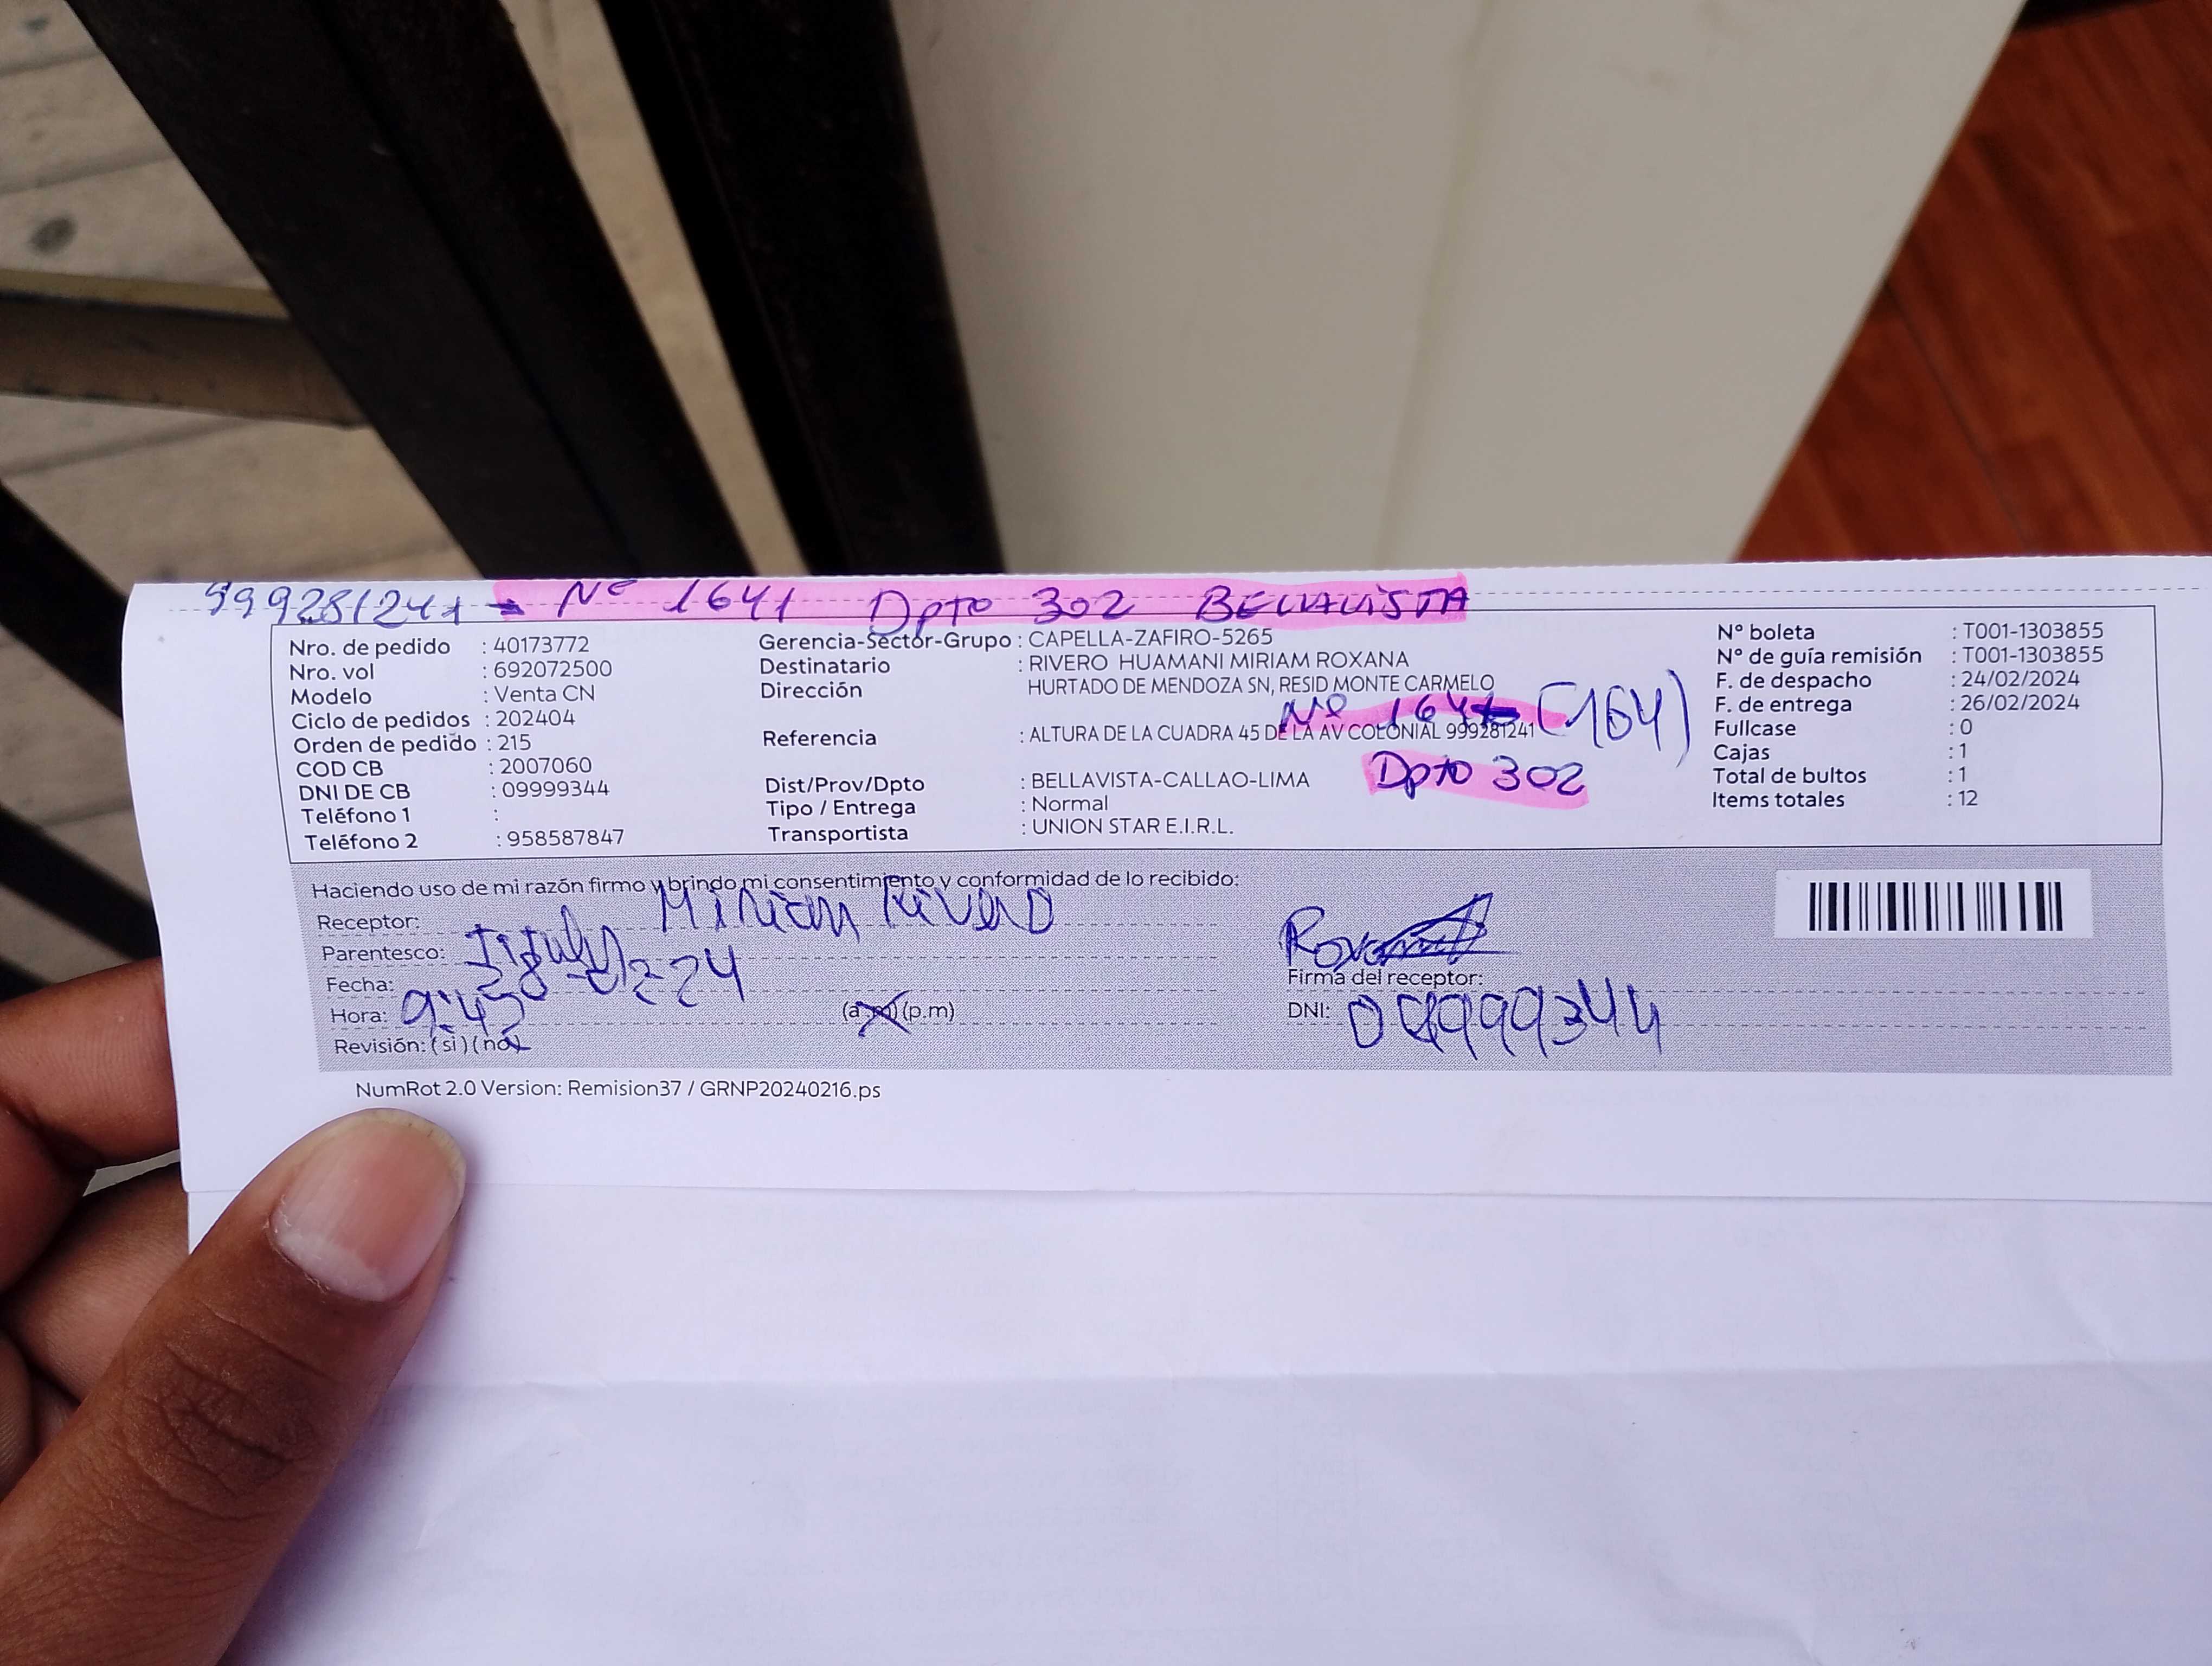 999281241 - Nº 1641 Dpto 302 BELLAVISTA
Nro. de pedido : 40173772
Nro. vol : 692072500
Modelo : Venta CN
Ciclo de pedidos : 202404
Orden de pedido : 215
COD CB : 2007060
DNI DE CB : 09999344
Teléfono 1 :
Teléfono 2 : 958587847
Gerencia-Sector-Grupo : CAPELLA-ZAFIRO-5265
Destinatario : RIVERO HUAMANI MIRIAM ROXANA
Dirección HURTADO DE MENDOZA SN, RESID MONTE CARMELO
Nº 164 (164)
Referencia : ALTURA DE LA CUADRA 45 DE LA AV COLONIAL 999281241
Dpto 302
Dist/Prov/Dpto : BELLAVISTA-CALLAO-LIMA
Tipo / Entrega : Normal
Transportista : UNION STAR E.I.R.L.
Nº boleta : T001-1303855
Nº de guía remisión : T001-1303855
F. de despacho : 24/02/2024
F. de entrega : 26/02/2024
Fullcase : 0
Cajas : 1
Total de bultos : 1
Items totales : 12
Haciendo uso de mi razón firmo y brindo mi consentimiento y conformidad de lo recibido:
Receptor: Miriam Rivero
Parentesco:
Fecha:
Hora: 9:45 (a.m) (p.m)
Revisión: (si) (no)
Firma del receptor:
DNI: 09999344
NumRot 2.0 Version: Remision37 / GRNP20240216.ps